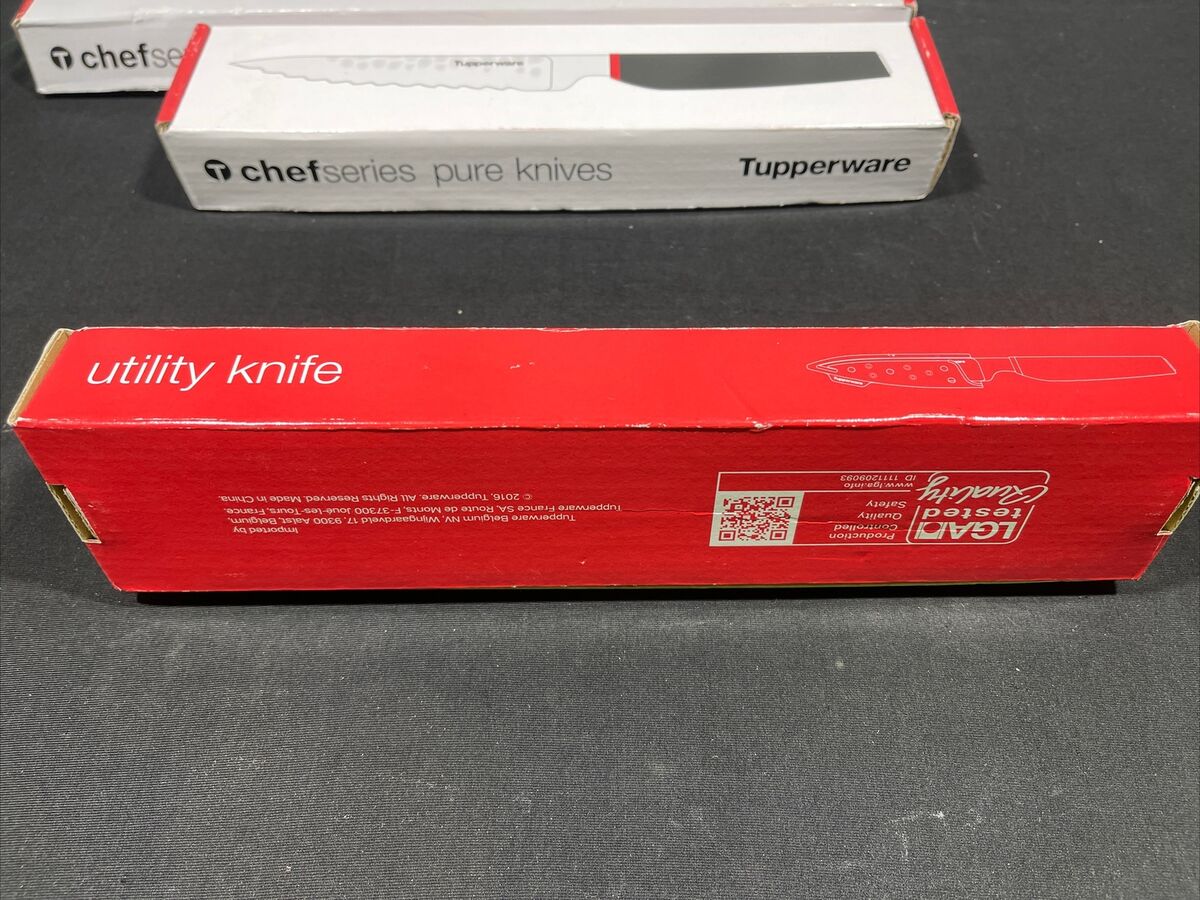 chefse
Tupperware
chefseries pure knives
Tupperware
utility knife
Tupperware
Imported by
Tupperware Belgium NV, Wijngaardveld 17, 9300 Aalst, Belgium,
Tupperware France SA, Route de Monts, F-37300 Joué-les-Tours, France.
© 2016, Tupperware. All Rights Reserved. Made in China.
LGA
tested
Quality
Production
Controlled
Quality
Safety
www.lga.info
ID 1111209093